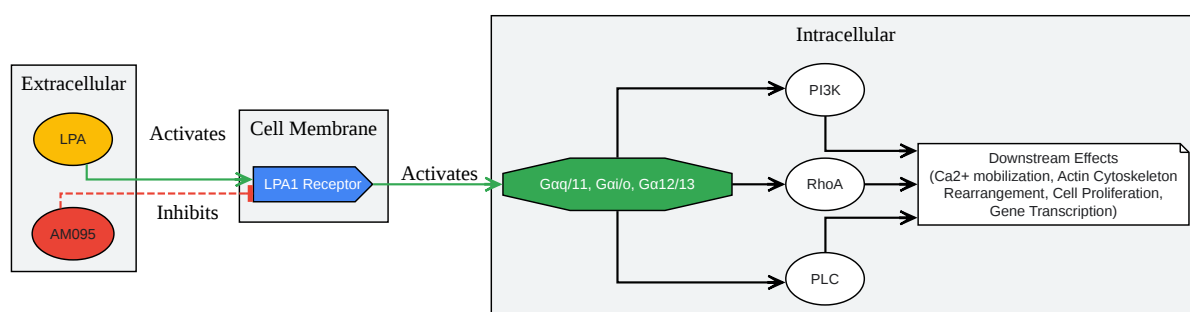 Extracellular
LPA
AM095
Activates
Inhibits
Cell Membrane
LPA1 Receptor
Activates
Intracellular
Gαq/11, Gαi/o, Gα12/13
PI3K
RhoA
PLC
Downstream Effects
(Ca2+ mobilization, Actin Cytoskeleton
Rearrangement, Cell Proliferation,
Gene Transcription)